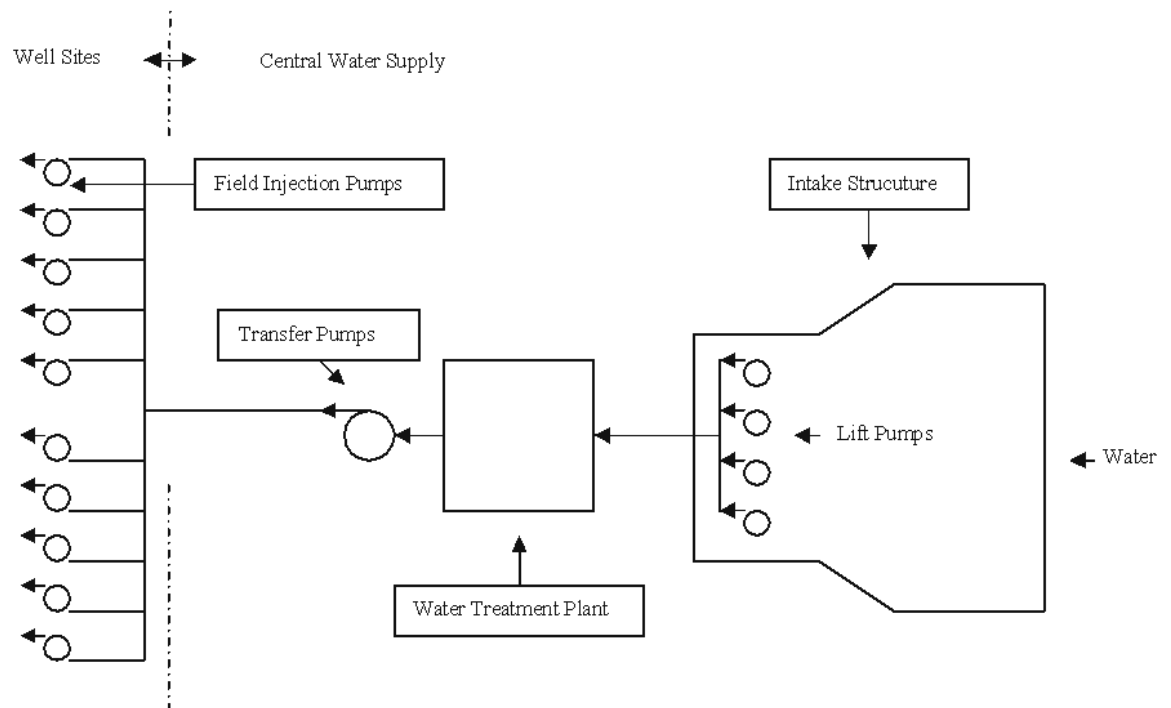 Well Sites
Central Water Supply
Field Injection Pumps
Intake Strucuture
Transfer Pumps
Lift Pumps
Water
Water Treatment Plant